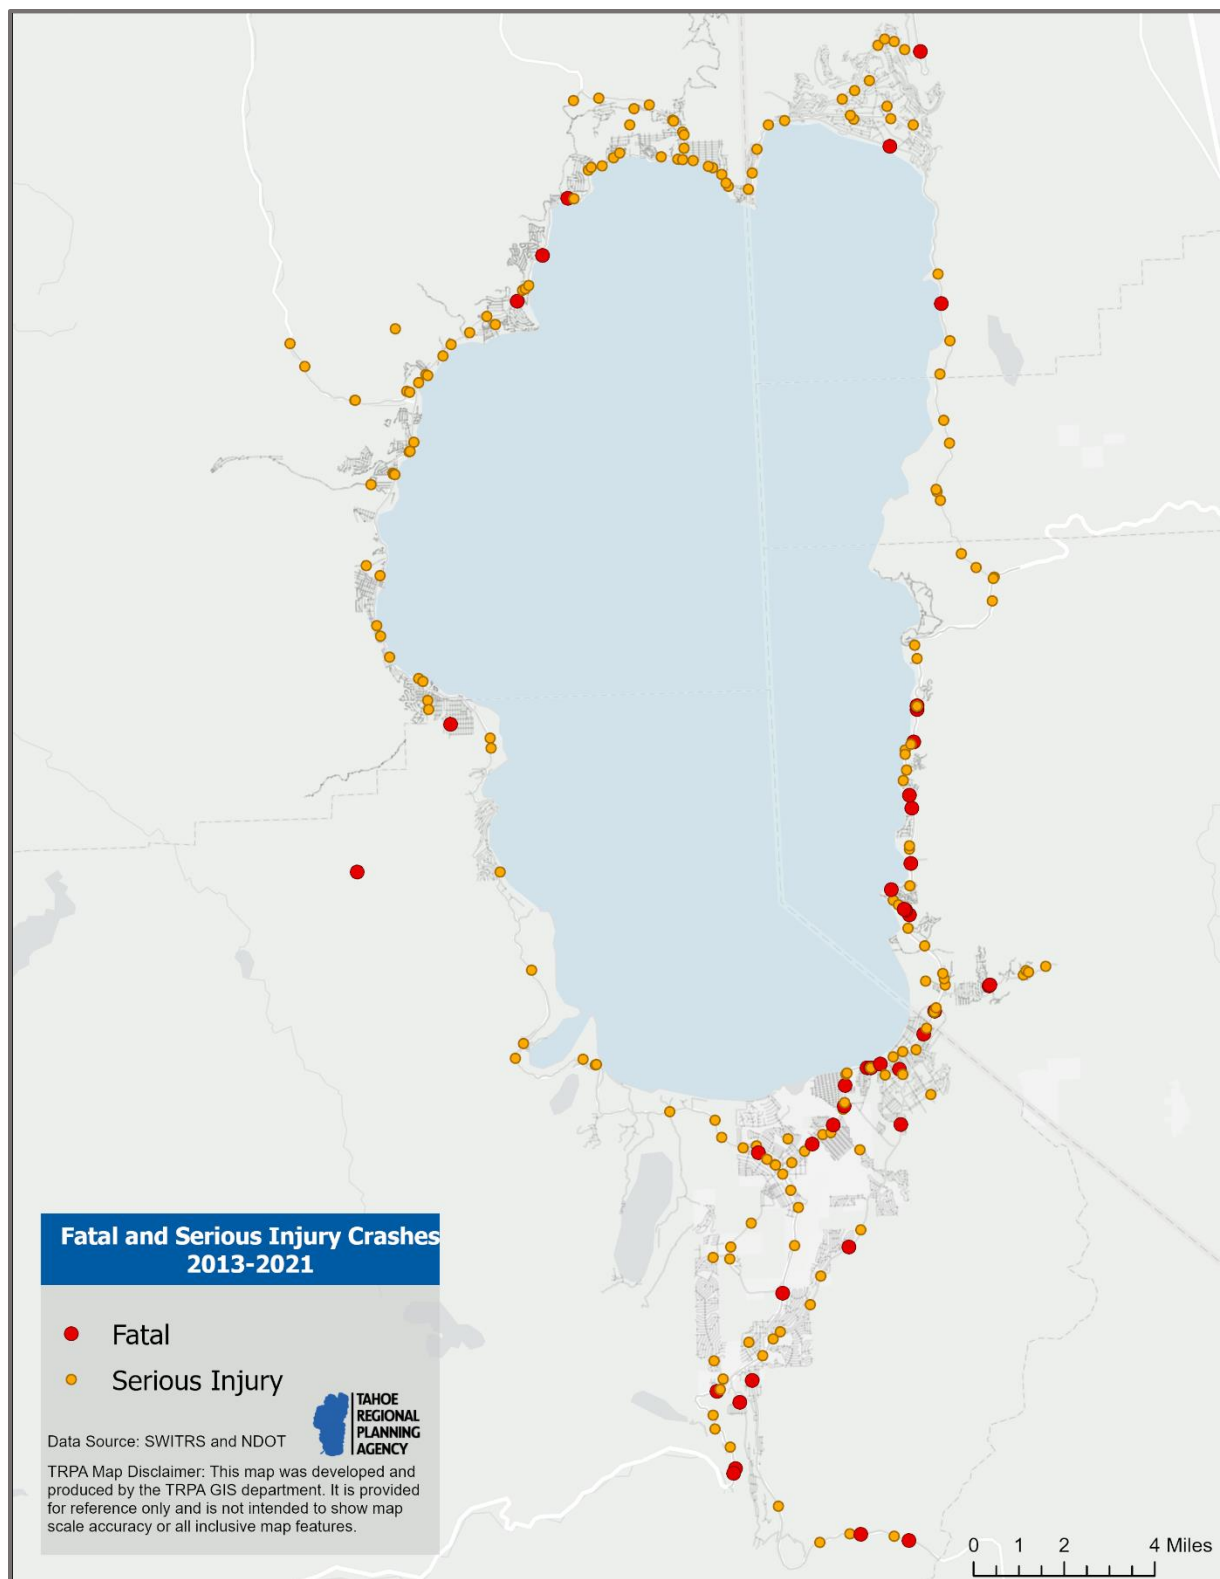 Fatal and Serious Injury Crashes
2013-2021
Fatal
Serious Injury
TAHOE
REGIONAL
PLANNING
AGENCY
Data Source: SWITRS and NDOT
TRPA Map Disclaimer: This map was developed and
produced by the TRPA GIS department. It is provided
for reference only and is not intended to show map
scale accuracy or all inclusive map features.
0 1 2 4 Miles